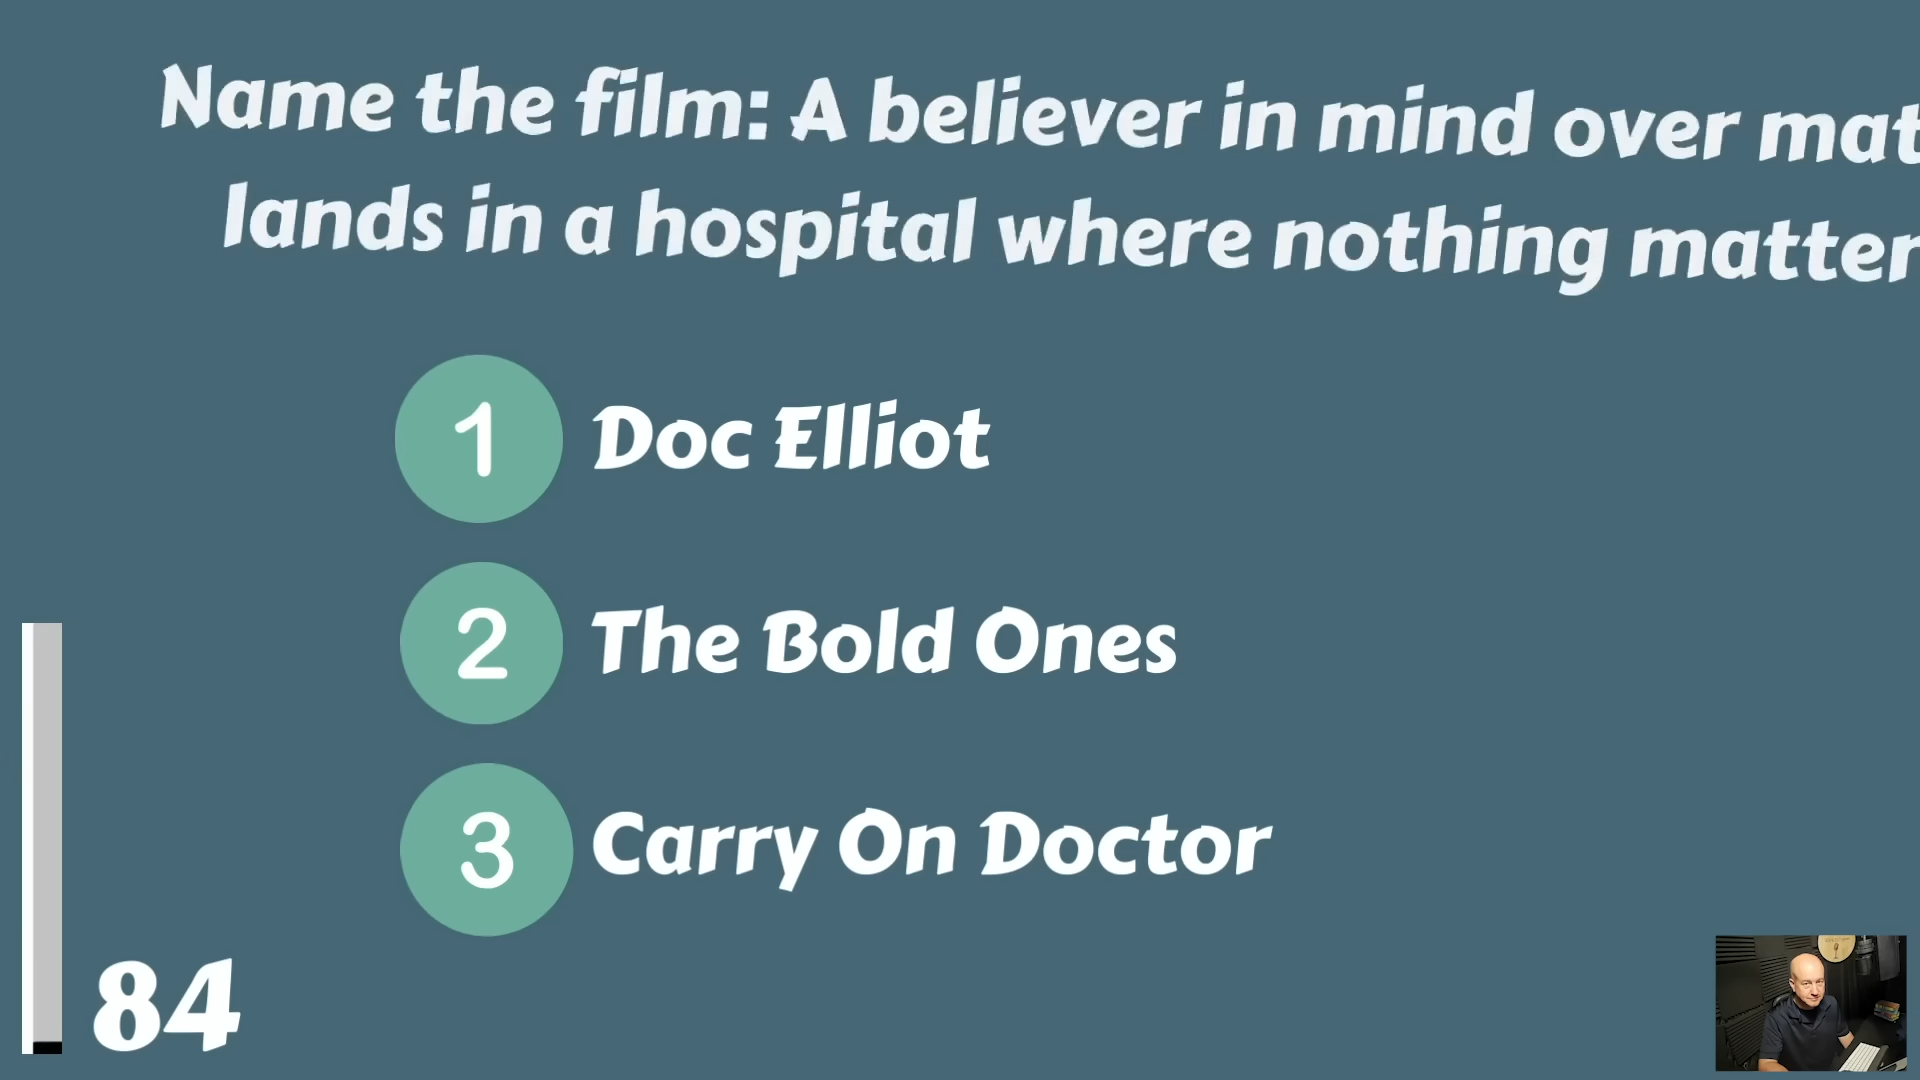 Name the film: A believer in mind over mat
lands in a hospital where nothing matter
1 Doc Elliot
2 The Bold Ones
3 Carry On Doctor
84